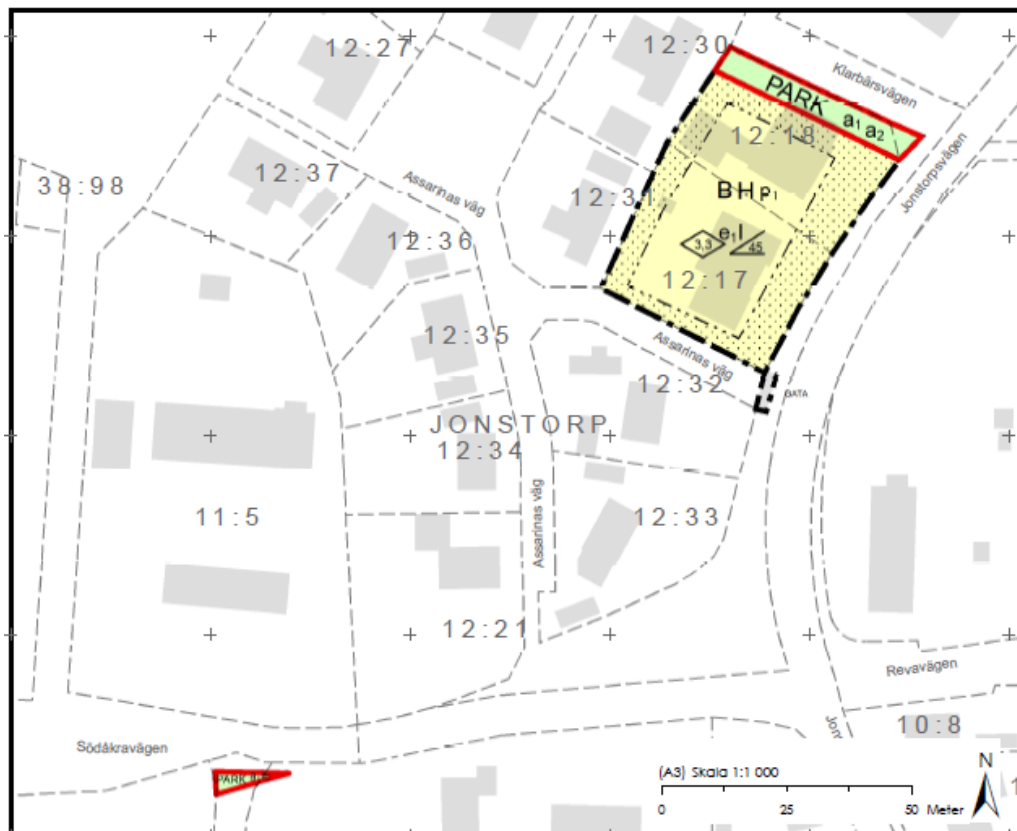 12:27
12:30
Klarbärsvägen
PARK a1 a2
12:18
12:37
38:98
Assarinas väg
12:31
BH p1
Jonstorpsvägen
12:36
e1I
3,3
45
12:17
12:35
Assarinas väg
12:32
GATA
JONSTORP
12:34
Assarinas väg
11:5
12:33
12:21
Revavägen
10:8
Södåkravägen
PARK
(A3) Skala 1:1 000
N
0 25 50 Meter